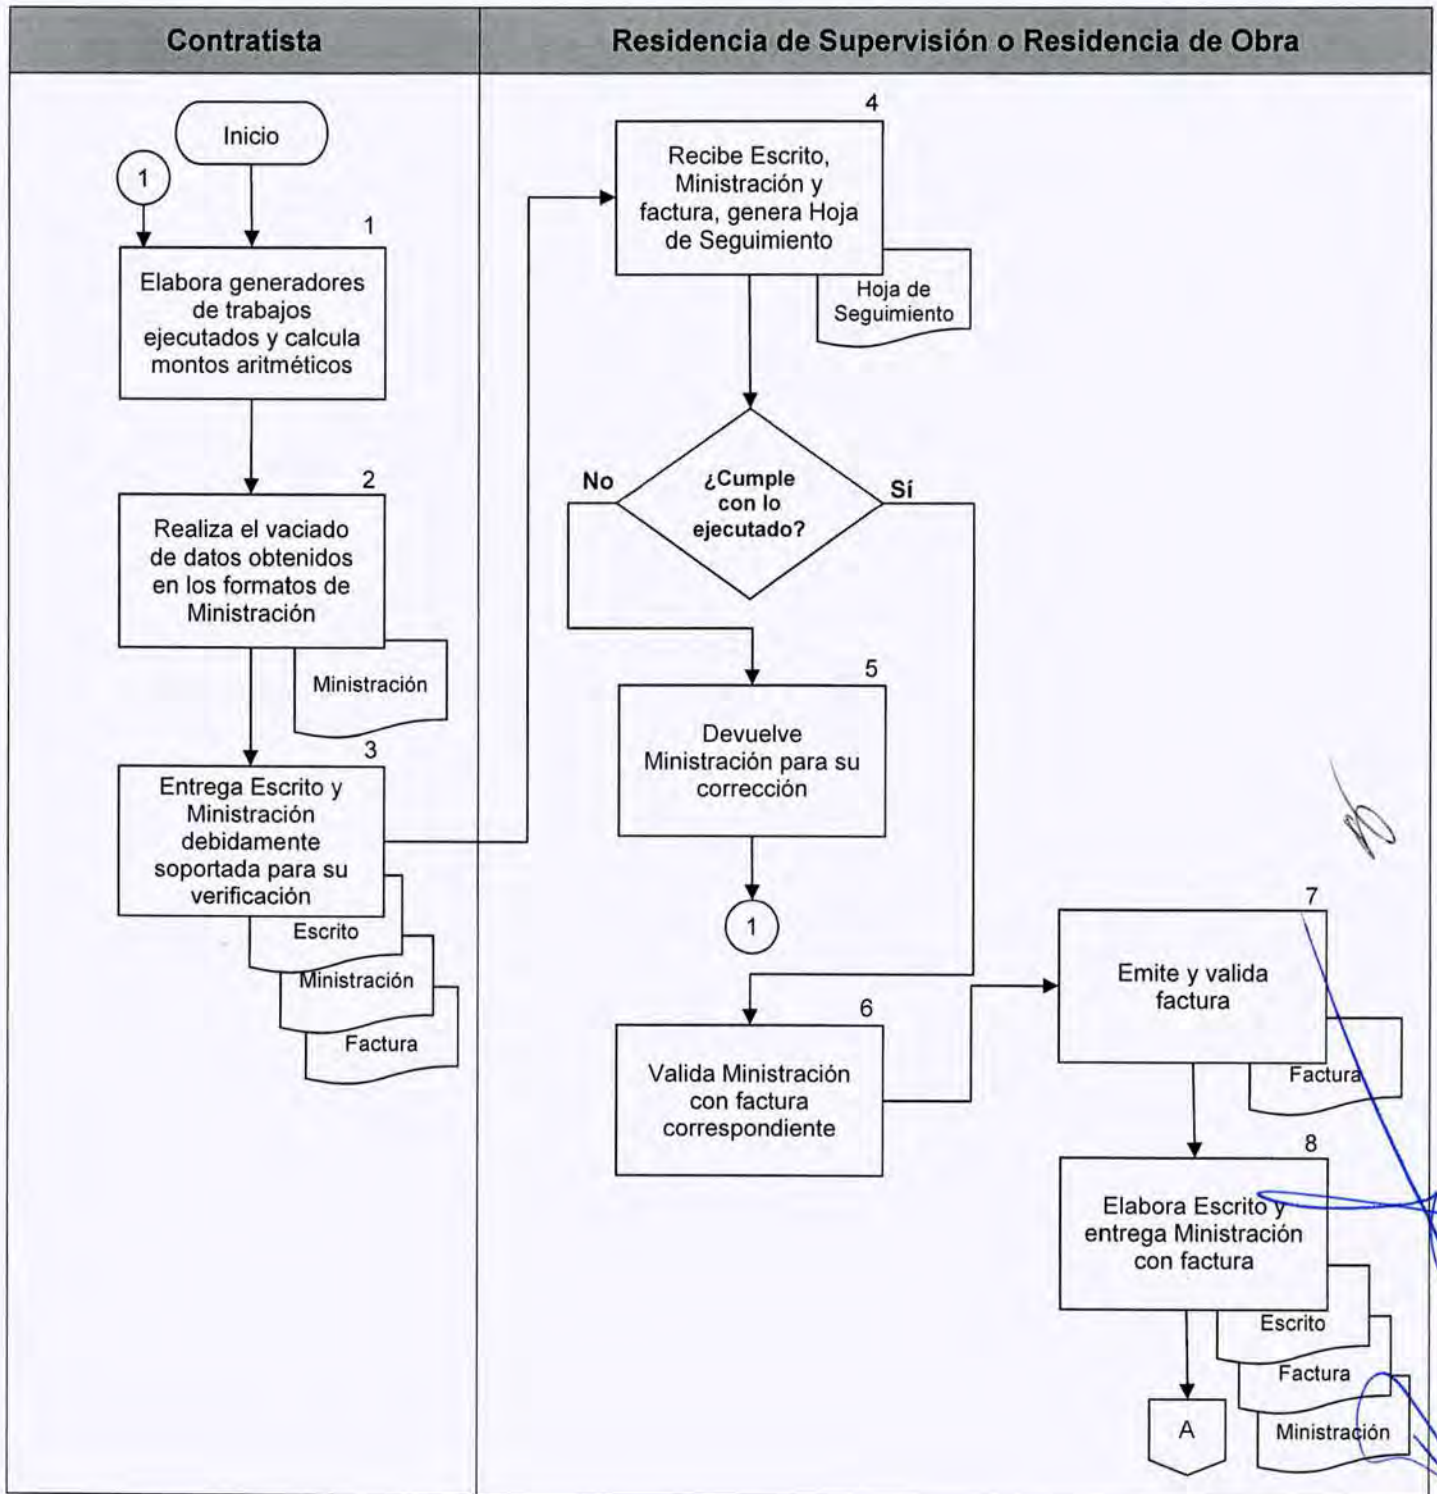 Contratista
Residencia de Supervisión o Residencia de Obra
Inicio
1
1
Elabora generadores
de trabajos
ejecutados y calcula
montos aritméticos
2
Realiza el vaciado
de datos obtenidos
en los formatos de
Ministración
Ministración
3
Entrega Escrito y
Ministración
debidamente
soportada para su
verificación
Escrito
Ministración
Factura
4
Recibe Escrito,
Ministración y
factura, genera Hoja
de Seguimiento
Hoja de
Seguimiento
¿Cumple
con lo
ejecutado?
No
Sí
5
Devuelve
Ministración para su
corrección
1
6
Valida Ministración
con factura
correspondiente
7
Emite y valida
factura
Factura
8
Elabora Escrito y
entrega Ministración
con factura
Escrito
Factura
Ministración
A